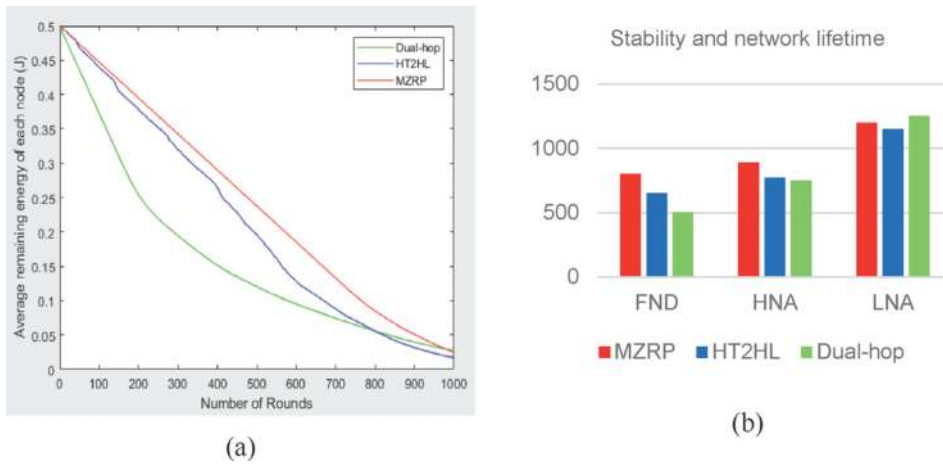 0.5
0.45
0.4
0.35
0.3
0.25
0.2
0.15
0.1
0.05
0
Average remaining energy of each node (J)
Dual-hop
HT2HL
MZRP
0 100 200 300 400 500 600 700 800 900 1000
Number of Rounds
(a)
Stability and network lifetime
1500
1000
500
0
FND HNA LNA
MZRP HT2HL Dual-hop
(b)